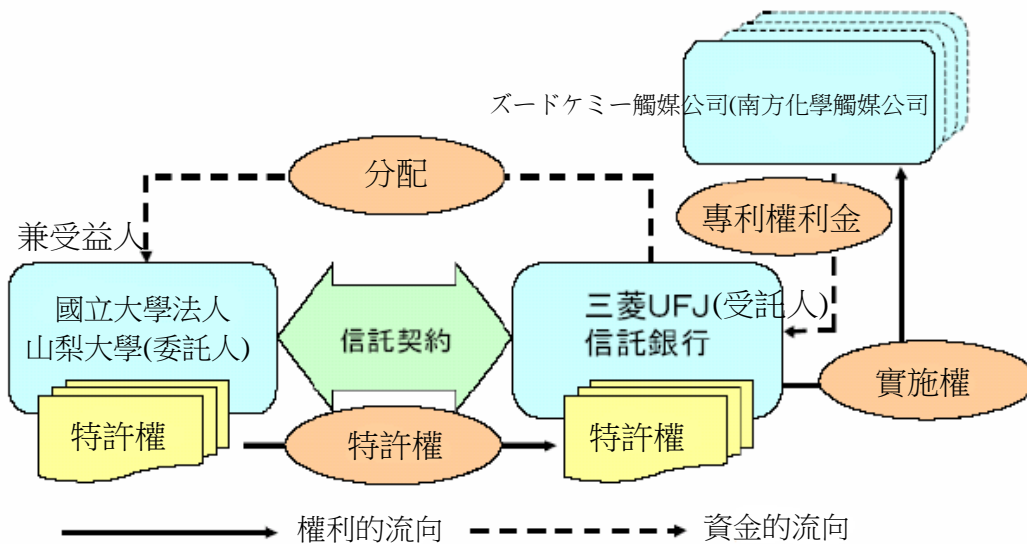 ズードケミー觸媒公司(南方化學觸媒公司
分配
專利權利金
兼受益人
國立大學法人
山梨大學(委託人)
信託契約
三菱UFJ(受託人)
信託銀行
實施權
特許權
特許權
特許權
權利的流向
資金的流向